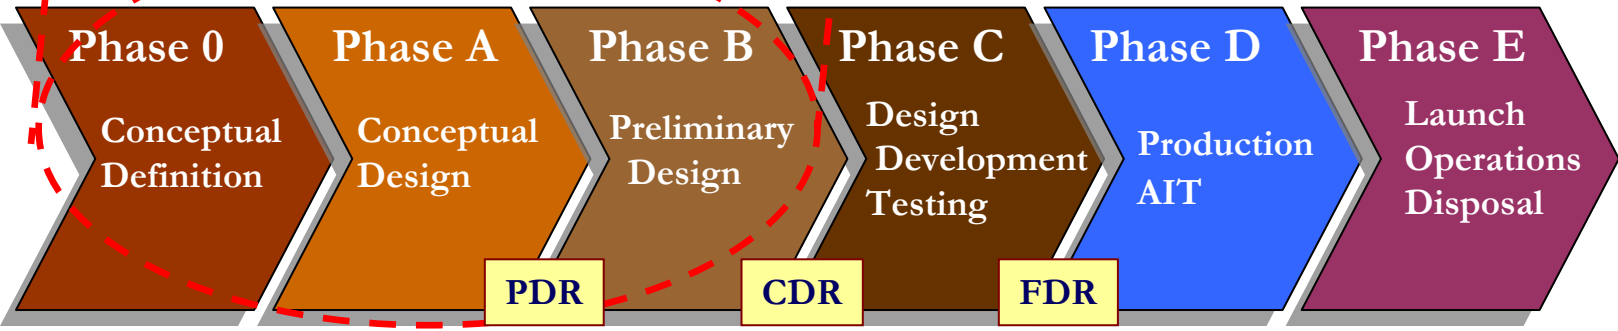 Phase 0
Conceptual
Definition
Phase A
Conceptual
Design
Phase B
Preliminary
Design
Phase C
Design
Development
Testing
Phase D
Production
AIT
Phase E
Launch
Operations
Disposal
PDR
CDR
FDR